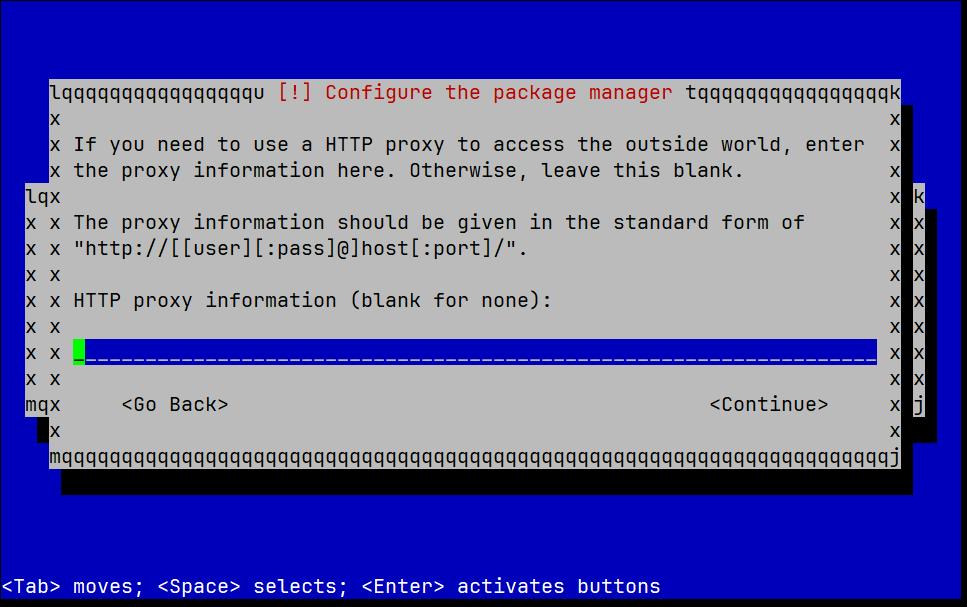 lqqqqqqqqqqqqqqqqu [!] Configure the package manager tqqqqqqqqqqqqqqqqk
x x
x If you need to use a HTTP proxy to access the outside world, enter x
x the proxy information here. Otherwise, leave this blank. x
lqx x k
x x The proxy information should be given in the standard form of x x
x x "http://[[user][:pass]@]host[:port]/". x x
x x x x
x x HTTP proxy information (blank for none): x x
x x x x
x x ___________________________________________________________________ x x
x x x x
mqx <Go Back> <Continue> x j
x x
mqqqqqqqqqqqqqqqqqqqqqqqqqqqqqqqqqqqqqqqqqqqqqqqqqqqqqqqqqqqqqqqqqqqqqj
<Tab> moves; <Space> selects; <Enter> activates buttons